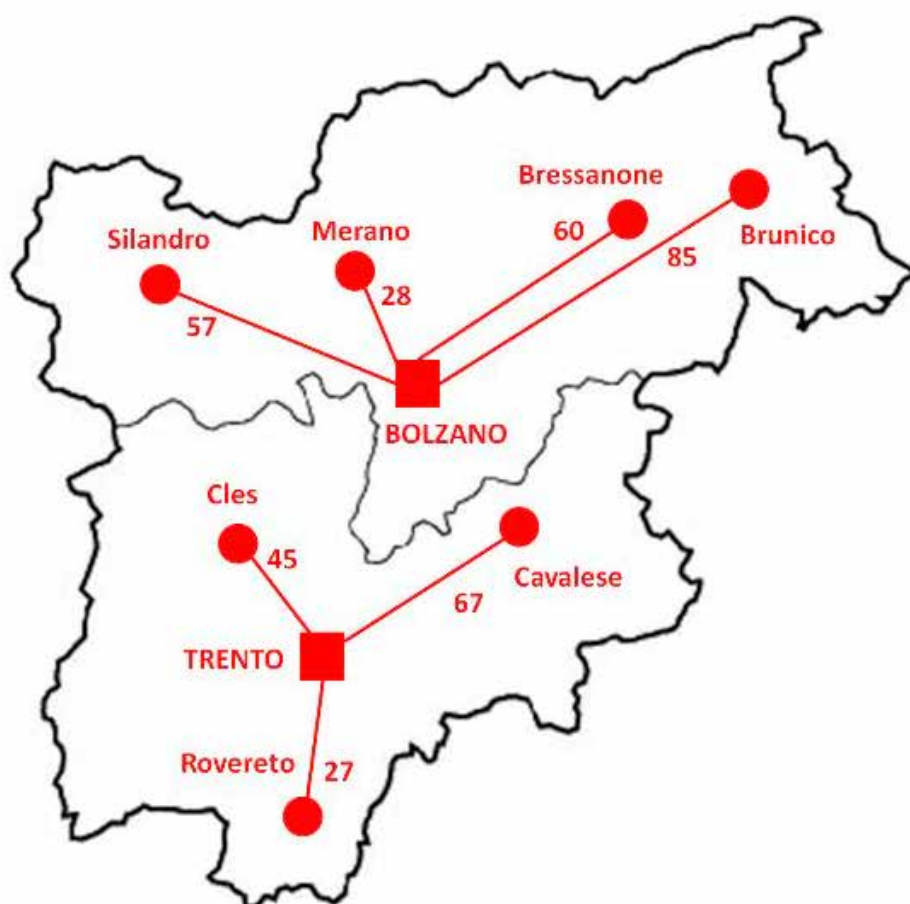 Bressanone
60
Brunico
85
Silandro
57
Merano
28
BOLZANO
Cles
45
Cavalese
67
TRENTO
Rovereto
27